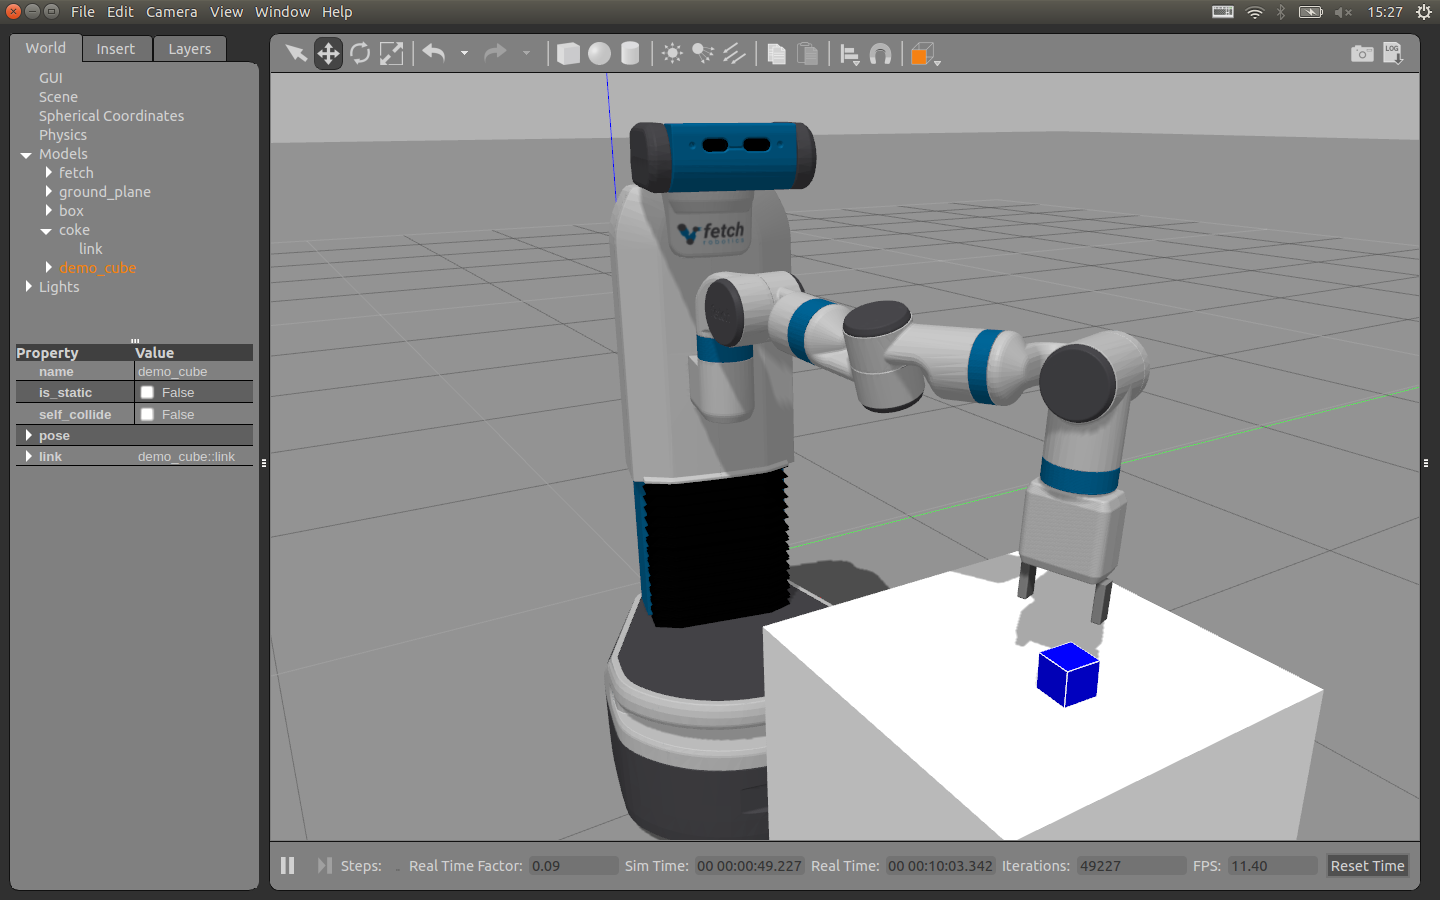 File Edit Camera View Window Help 15:27
World Insert Layers
LOG
GUI
Scene
Spherical Coordinates
Physics
Models
fetch
ground_plane
box
coke
link
demo_cube
Lights
Property Value
name demo_cube
is_static False
self_collide False
pose
link demo_cube::link
fetch
robotics
Steps: Real Time Factor: 0.09 Sim Time: 00 00:00:49.227 Real Time: 00 00:10:03.342 Iterations: 49227 FPS: 11.40 Reset Time